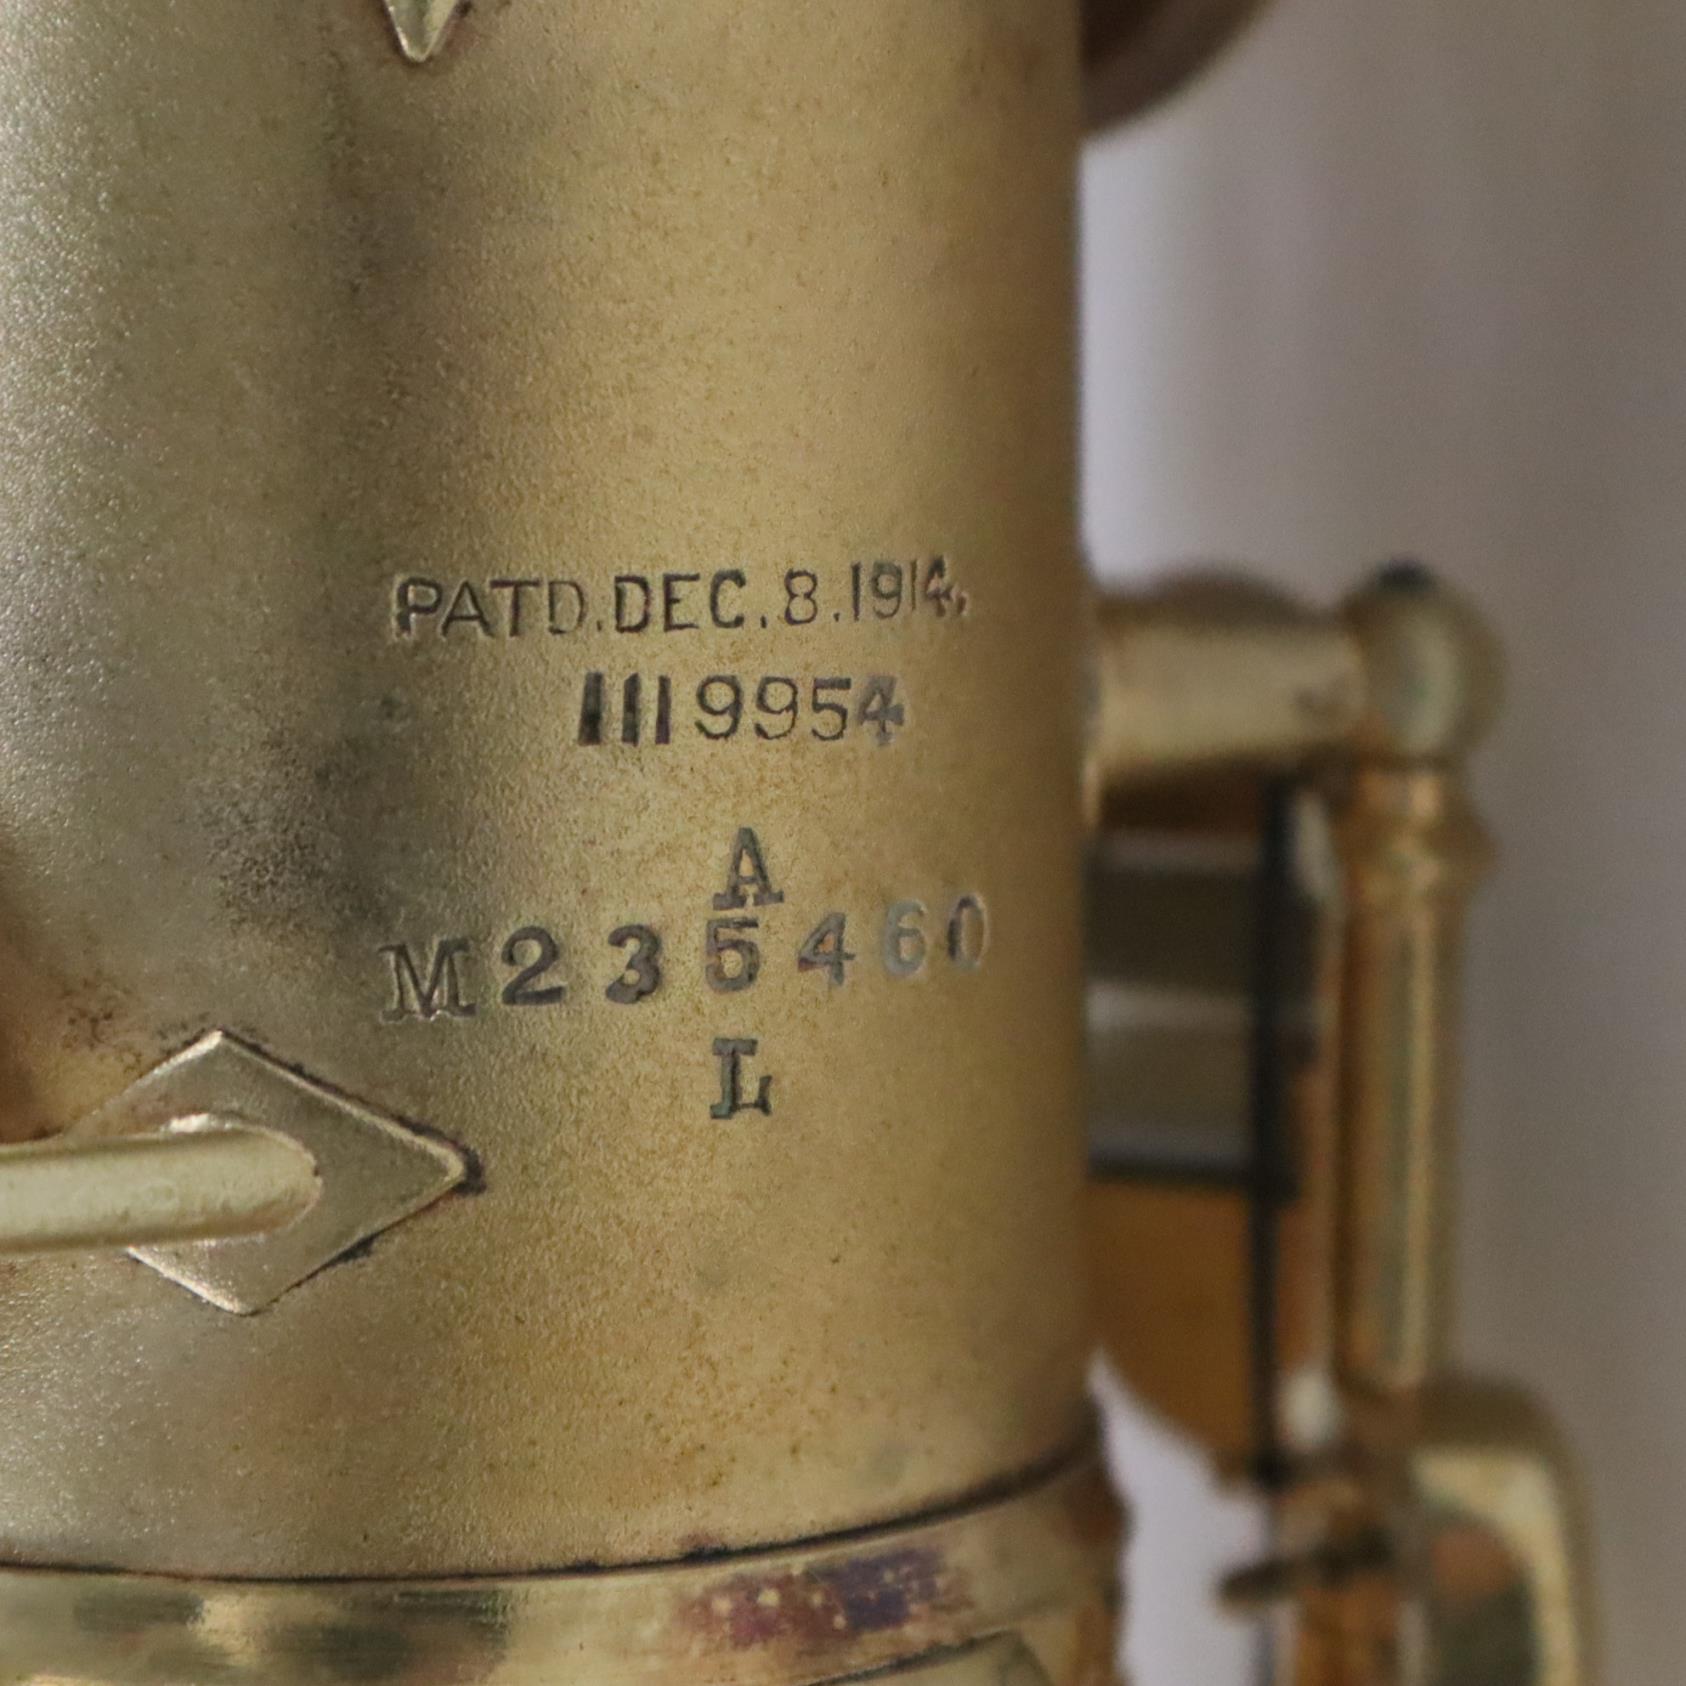 PATD. DEC. 8. 1914.
1119954
A
M235460
L